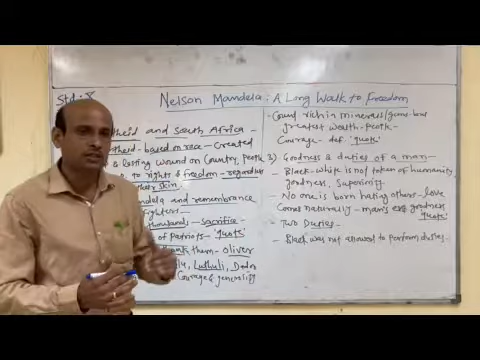 Std: X
Nelson Mandela: A Long Walk to Freedom
theid and South Africa -
theid - based on race - Created
& lasting wound on Country, People
to rights & freedom - regardless
their skin.
ndela and remembrance
Fighters -
thousands - Sacrifice -
of Patriots - 'quote'
them - Oliver
Luthuli, Dadoo
Courage & generosity
Country rich in minerals/gems - but
greatest wealth - people -
Courage - def. 'quote'
3) Goodness & duties of a man -
- Black - white is not token of humanity,
goodness, Superiority
- No one is born hating others - love
Comes naturally - man's goodness
'quote'
- Two Duties -
- Black was not allowed to perform duties -